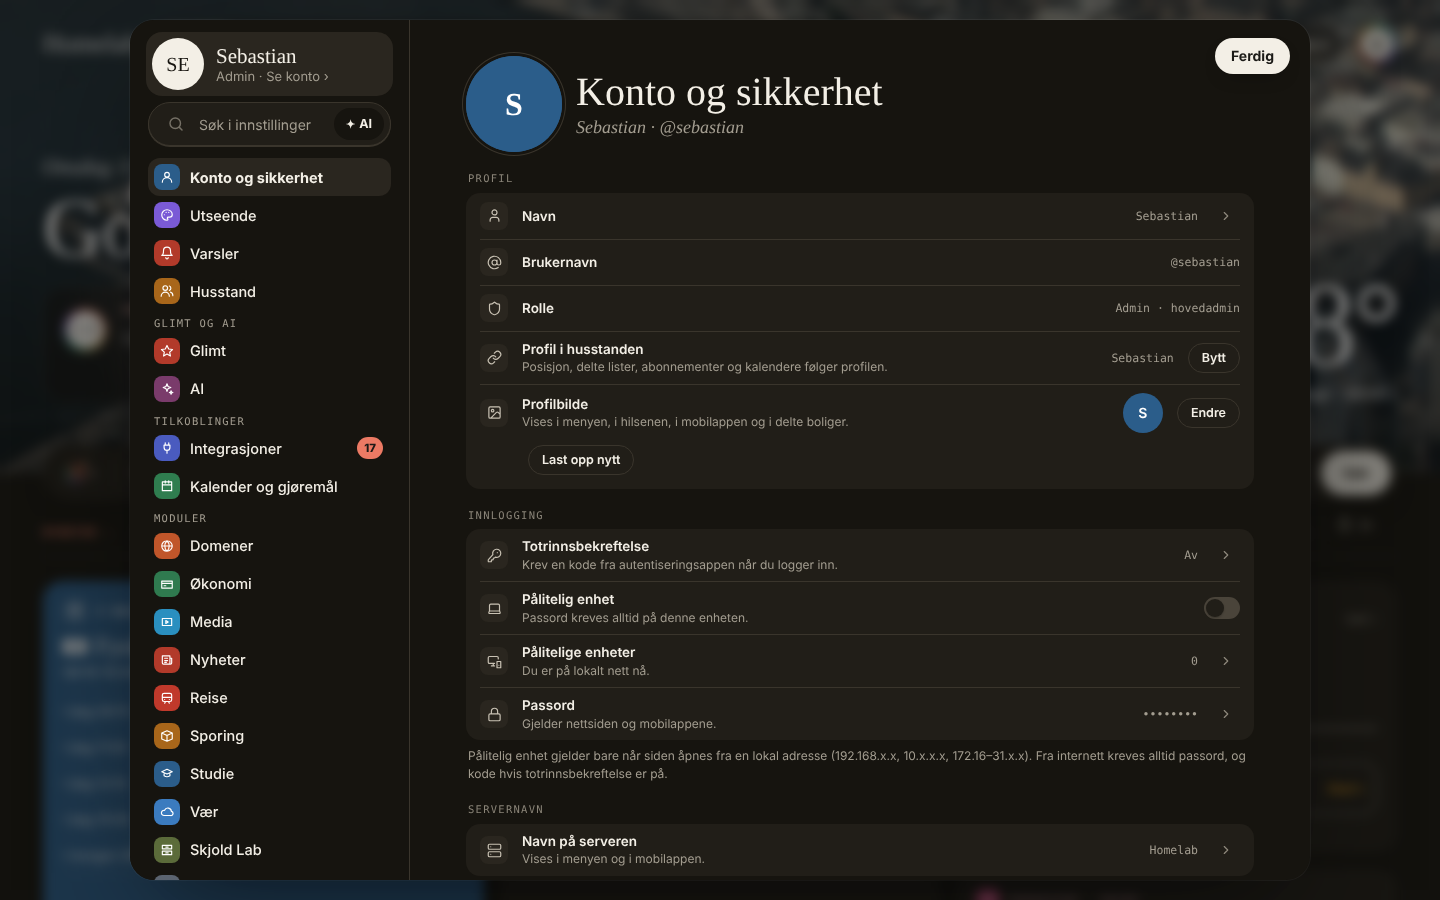 SE
Sebastian
Admin · Se konto ›
Søk i innstillinger
✦ AI
Konto og sikkerhet
Utseende
Varsler
Husstand
GLIMT OG AI
Glimt
AI
TILKOBLINGER
Integrasjoner
17
Kalender og gjøremål
MODULER
Domener
Økonomi
Media
Nyheter
Reise
Sporing
Studie
Vær
Skjold Lab
Ferdig
S
Konto og sikkerhet
Sebastian · @sebastian
PROFIL
Navn
Sebastian
Brukernavn
@sebastian
Rolle
Admin · hovedadmin
Profil i husstanden
Posisjon, delte lister, abonnementer og kalendere følger profilen.
Sebastian
Bytt
Profilbilde
Vises i menyen, i hilsenen, i mobilappen og i delte boliger.
S
Endre
Last opp nytt
INNLOGGING
Totrinnsbekreftelse
Krev en kode fra autentiseringsappen når du logger inn.
Av
Pålitelig enhet
Passord kreves alltid på denne enheten.
Pålitelige enheter
Du er på lokalt nett nå.
0
Passord
Gjelder nettsiden og mobilappene.
••••••••
Pålitelig enhet gjelder bare når siden åpnes fra en lokal adresse (192.168.x.x, 10.x.x.x, 172.16–31.x.x). Fra internett kreves alltid passord, og
kode hvis totrinnsbekreftelse er på.
SERVERNAVN
Navn på serveren
Vises i menyen og i mobilappen.
Homelab
8°